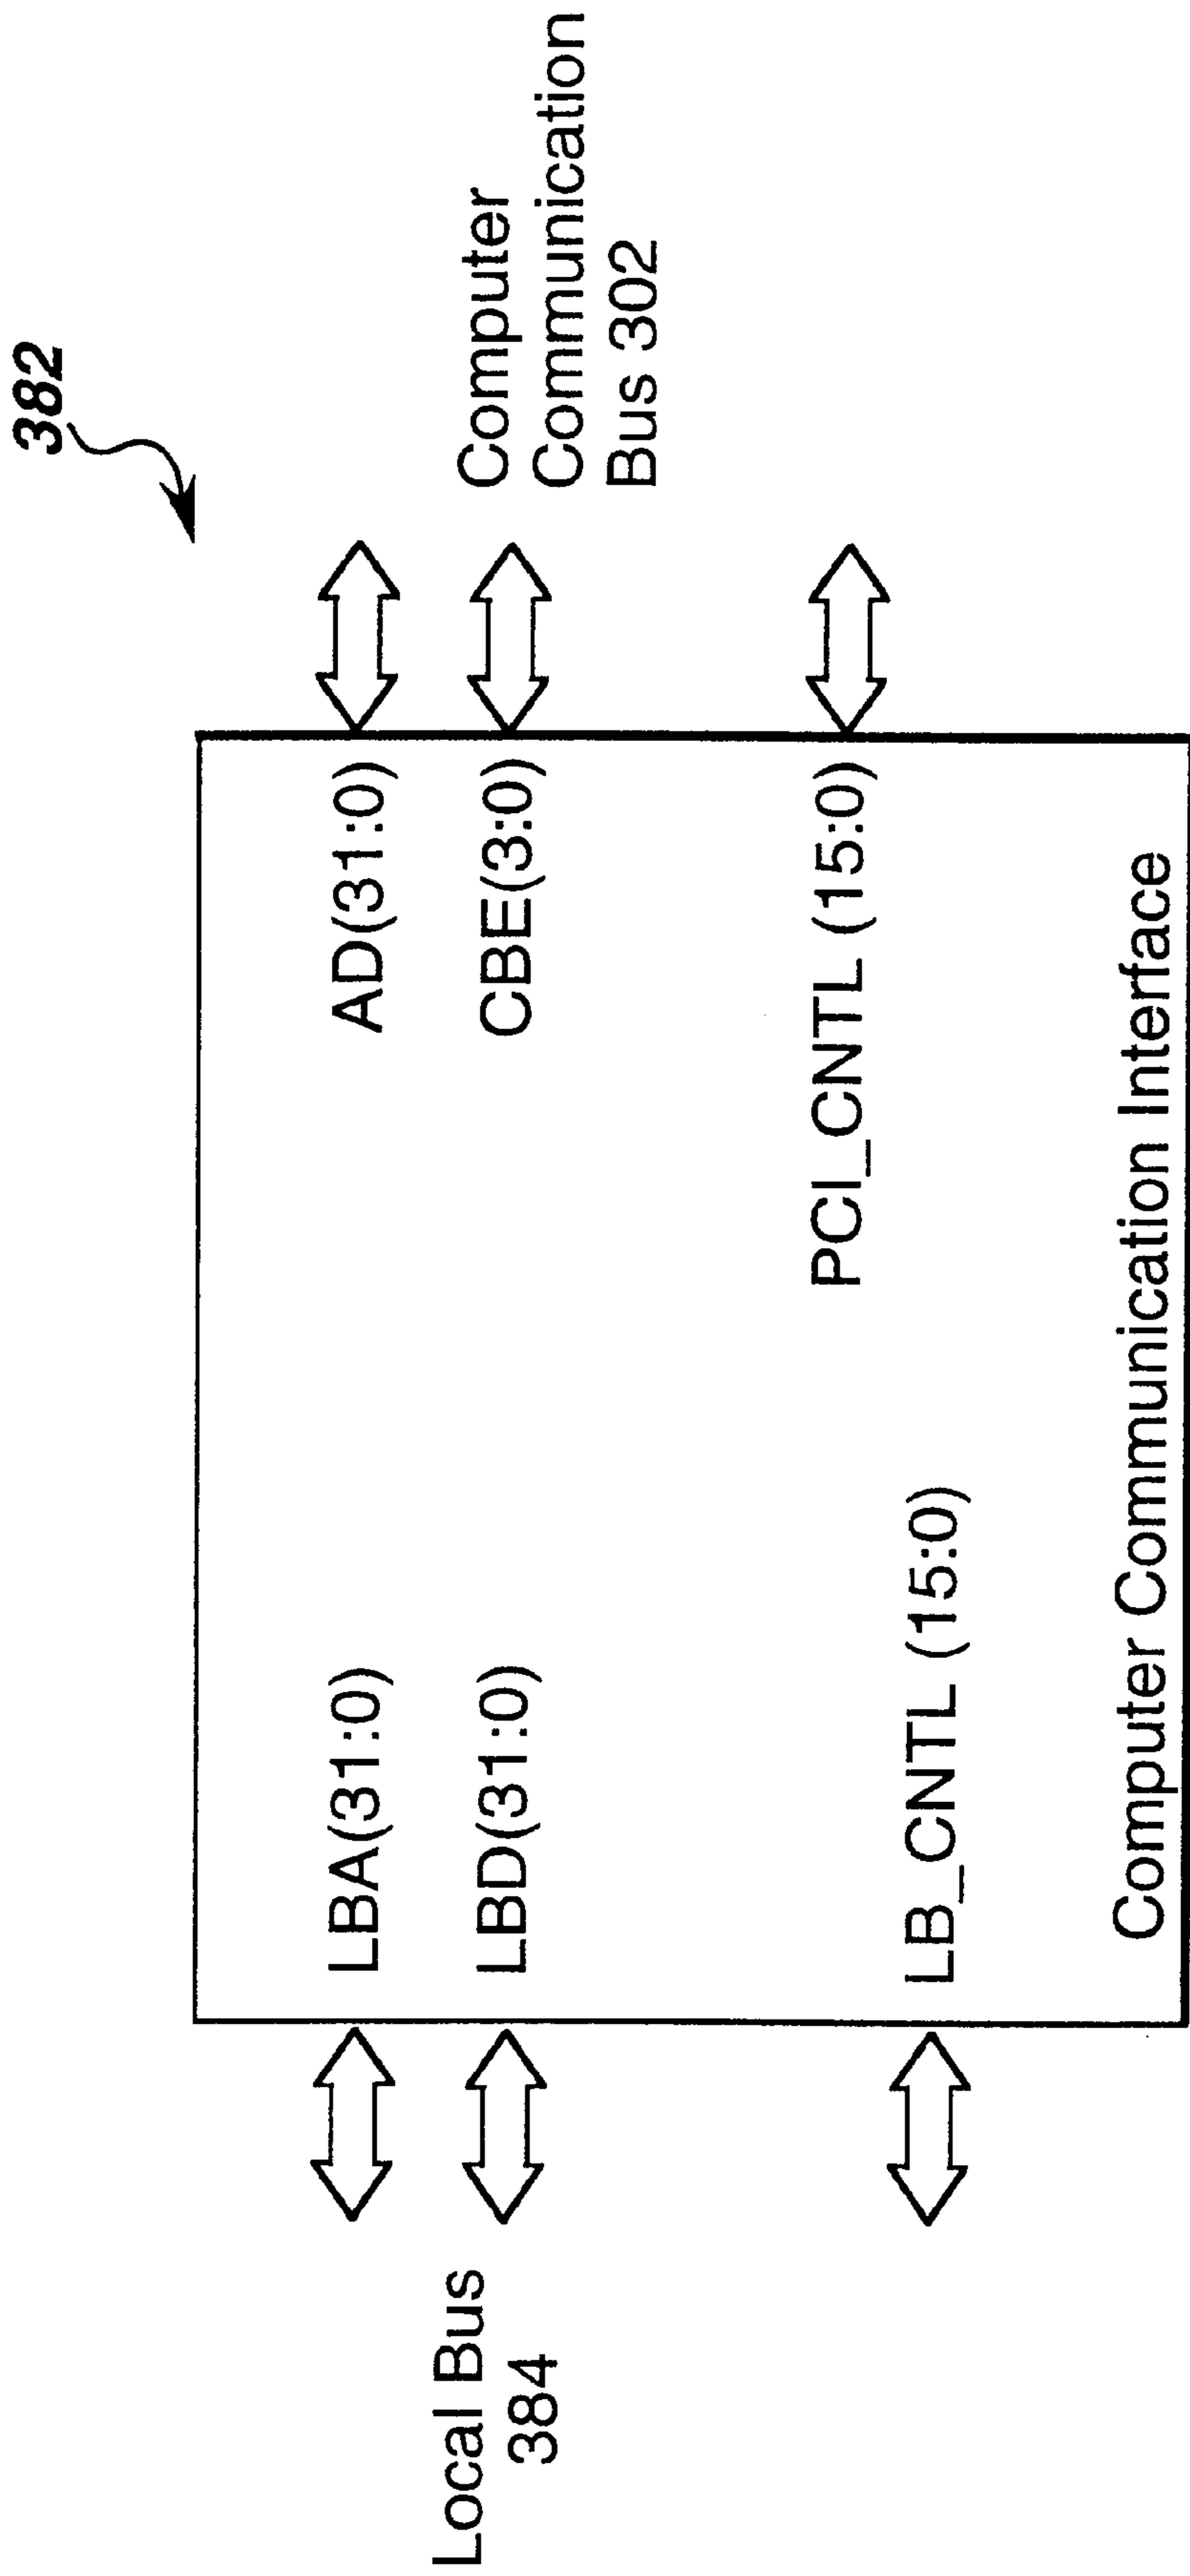 382
LBA(31:0)
AD(31:0)
Local Bus
384
LBD(31:0)
CBE(3:0)
Computer
Communication
Bus 302
PCI_CNTL (15:0)
LB_CNTL (15:0)
Computer Communication Interface